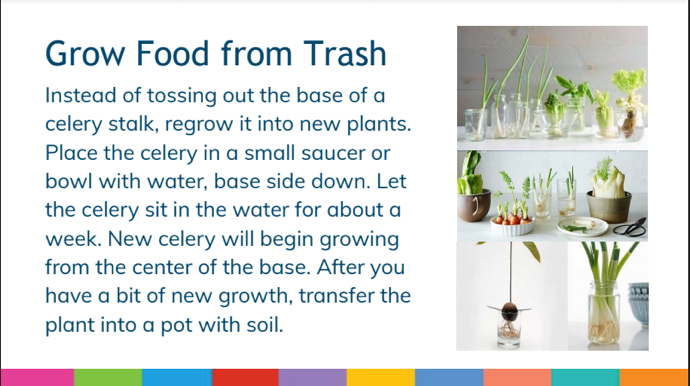 Grow Food from Trash
Instead of tossing out the base of a
celery stalk, regrow it into new plants.
Place the celery in a small saucer or
bowl with water, base side down. Let
the celery sit in the water for about a
week. New celery will begin growing
from the center of the base. After you
have a bit of new growth, transfer the
plant into a pot with soil.